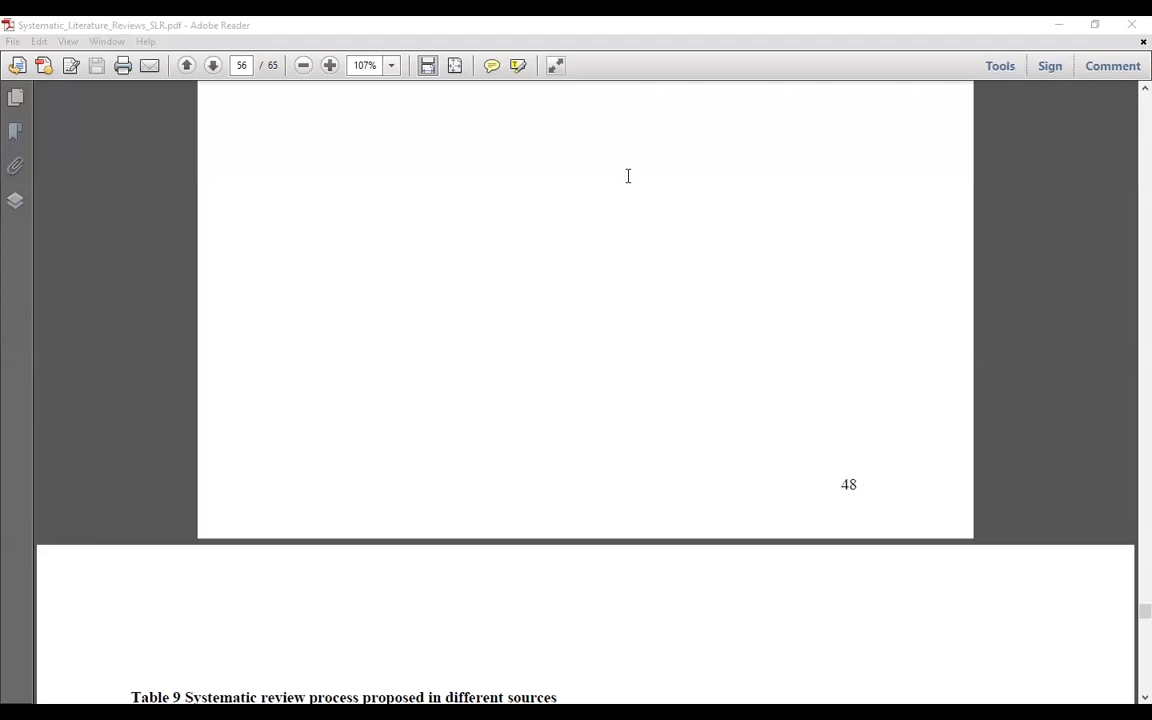 Systematic_Literature_Reviews_SLR.pdf - Adobe Reader
File Edit View Window Help
56 / 65 107% Tools Sign Comment
48
Table 9 Systematic review process proposed in different sources